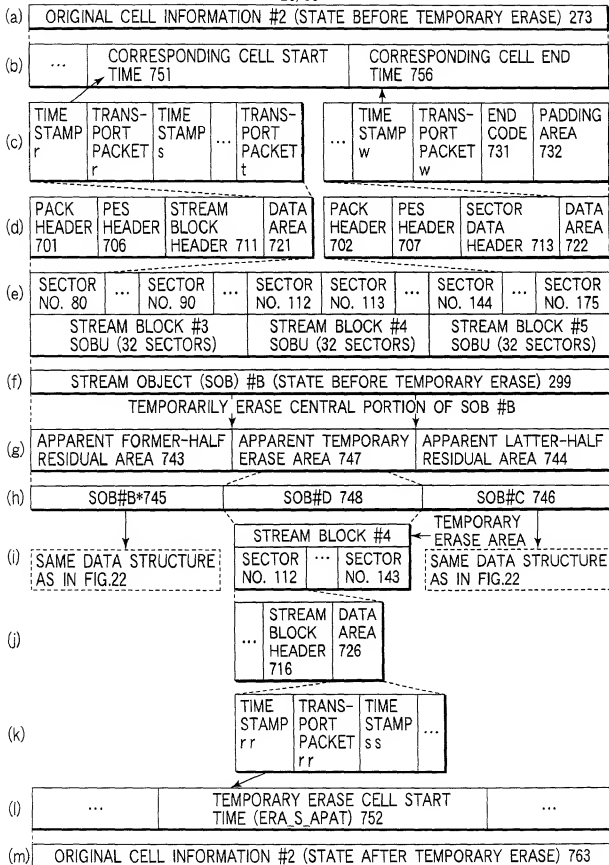 (a) ORIGINAL CELL INFORMATION #2 (STATE BEFORE TEMPORARY ERASE) 273
(b) ... CORRESPONDING CELL START TIME 751 CORRESPONDING CELL END TIME 756
(c) TIME STAMP r TRANS-PORT PACKET r TIME STAMP s ... TRANS-PORT PACKET t ... TIME STAMP w TRANS-PORT PACKET w END CODE 731 PADDING AREA 732
(d) PACK HEADER 701 PES HEADER 706 STREAM BLOCK HEADER 711 DATA AREA 721 PACK HEADER 702 PES HEADER 707 SECTOR DATA HEADER 713 DATA AREA 722
(e) SECTOR NO. 80 ... SECTOR NO. 90 ... SECTOR NO. 112 SECTOR NO. 113 ... SECTOR NO. 144 ... SECTOR NO. 175
STREAM BLOCK #3 SOBU (32 SECTORS) STREAM BLOCK #4 SOBU (32 SECTORS) STREAM BLOCK #5 SOBU (32 SECTORS)
(f) STREAM OBJECT (SOB) #B (STATE BEFORE TEMPORARY ERASE) 299
TEMPORARILY ERASE CENTRAL PORTION OF SOB #B
(g) APPARENT FORMER-HALF RESIDUAL AREA 743 APPARENT TEMPORARY ERASE AREA 747 APPARENT LATTER-HALF RESIDUAL AREA 744
(h) SOB#B*745 SOB#D 748 SOB#C 746
(i) SAME DATA STRUCTURE AS IN FIG.22 STREAM BLOCK #4 SECTOR NO. 112 ... SECTOR NO. 143 TEMPORARY ERASE AREA SAME DATA STRUCTURE AS IN FIG.22
(j) ... STREAM BLOCK HEADER 716 DATA AREA 726
(k) TIME STAMP rr TRANS-PORT PACKET rr TIME STAMP ss ...
(l) ... TEMPORARY ERASE CELL START TIME (ERA_S_APAT) 752 ...
(m) ORIGINAL CELL INFORMATION #2 (STATE AFTER TEMPORARY ERASE) 763